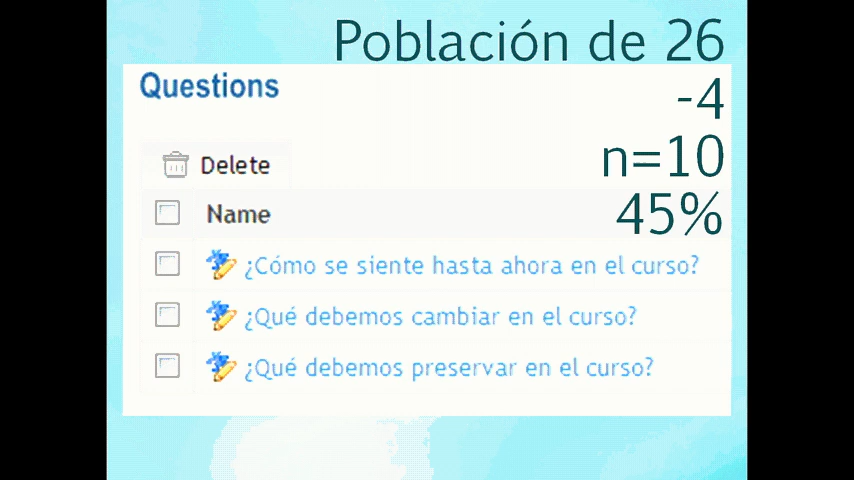 Población de 26
Questions
-4
n=10
Delete
45%
Name
¿Cómo se siente hasta ahora en el curso?
¿Qué debemos cambiar en el curso?
¿Qué debemos preservar en el curso?